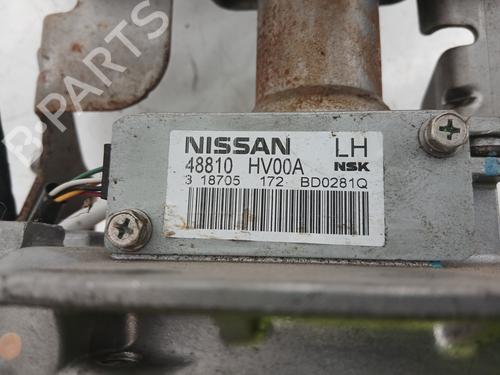 NISSAN LH
48810 HV00A NSK
3 18705 172 BD0281Q
B-PARTS